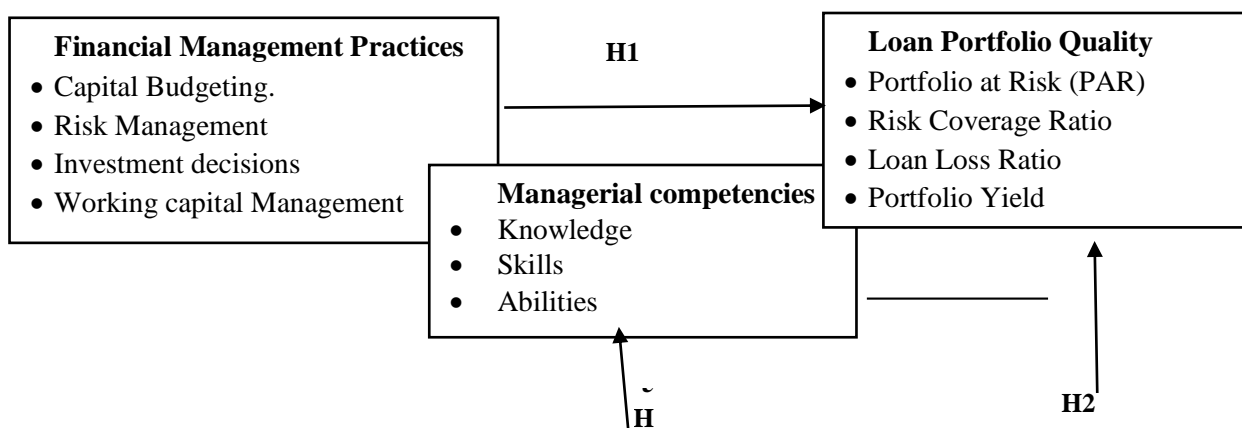 Financial Management Practices
• Capital Budgeting.
• Risk Management
• Investment decisions
• Working capital Management
H1
Loan Portfolio Quality
• Portfolio at Risk (PAR)
• Risk Coverage Ratio
• Loan Loss Ratio
• Portfolio Yield
Managerial competencies
• Knowledge
• Skills
• Abilities
H
H2